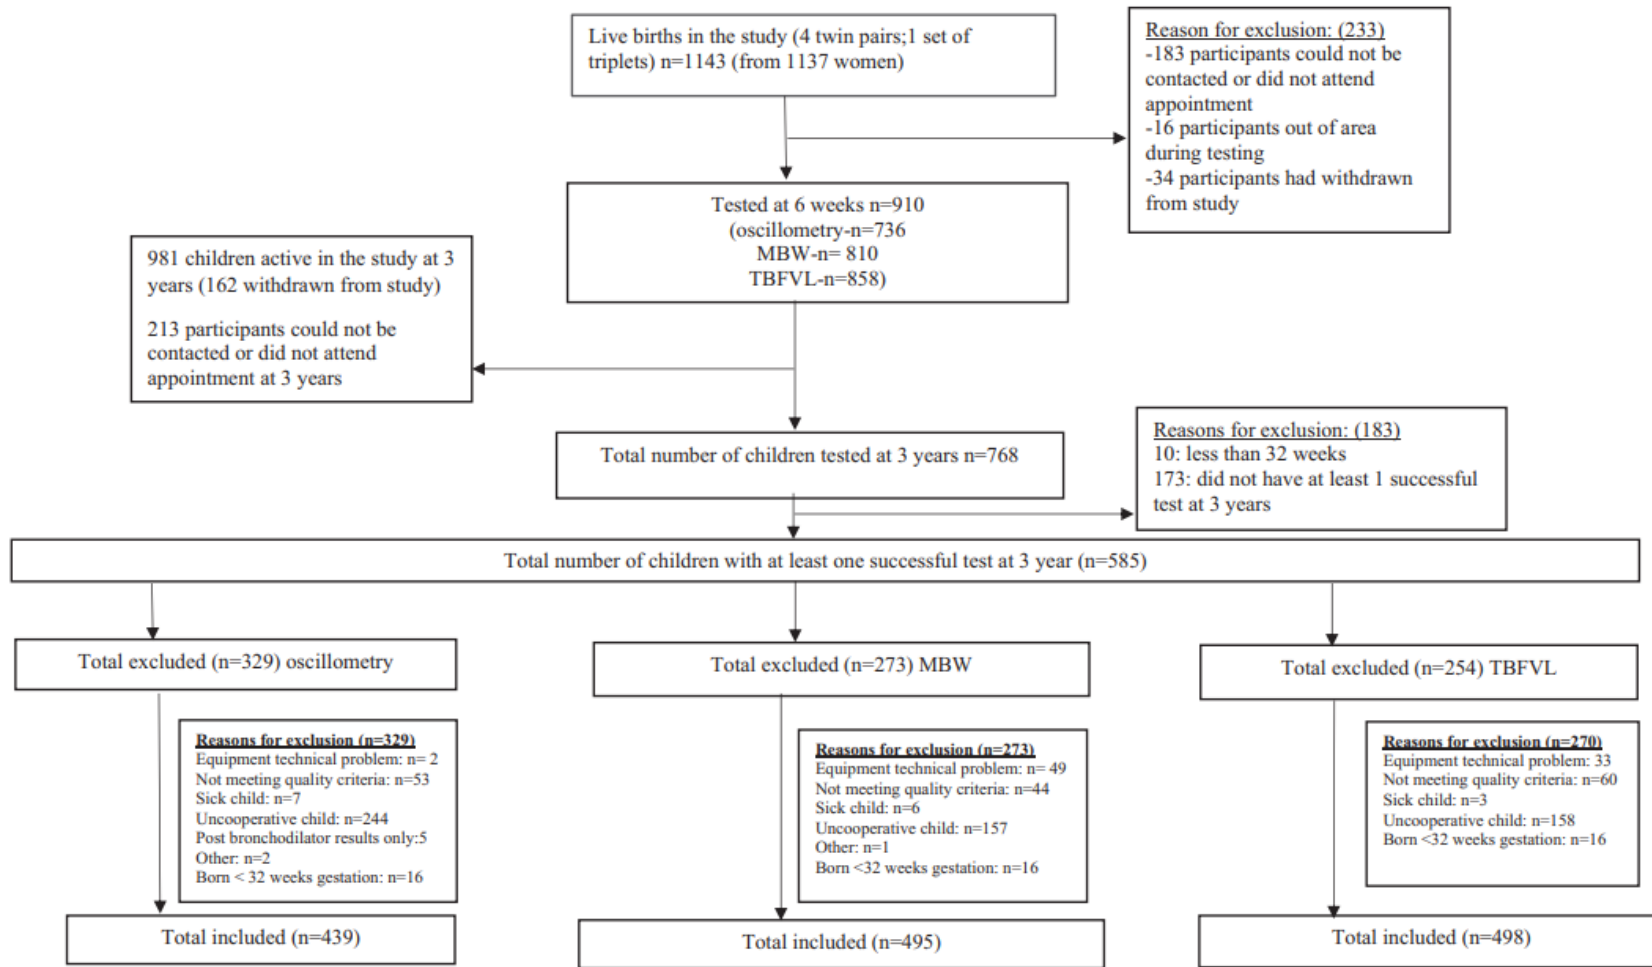 Live births in the study (4 twin pairs;1 set of
triplets) n=1143 (from 1137 women)
Reason for exclusion: (233)
-183 participants could not be
contacted or did not attend
appointment
-16 participants out of area
during testing
-34 participants had withdrawn
from study
Tested at 6 weeks n=910
(oscillometry-n=736
MBW-n= 810
TBFVL-n=858)
981 children active in the study at 3
years (162 withdrawn from study)
213 participants could not be
contacted or did not attend
appointment at 3 years
Total number of children tested at 3 years n=768
Reasons for exclusion: (183)
10: less than 32 weeks
173: did not have at least 1 successful
test at 3 years
Total number of children with at least one successful test at 3 year (n=585)
Total excluded (n=329) oscillometry
Total excluded (n=273) MBW
Total excluded (n=254) TBFVL
Reasons for exclusion (n=329)
Equipment technical problem: n= 2
Not meeting quality criteria: n=53
Sick child: n=7
Uncooperative child: n=244
Post bronchodilator results only:5
Other: n=2
Born < 32 weeks gestation: n=16
Reasons for exclusion (n=273)
Equipment technical problem: n= 49
Not meeting quality criteria: n=44
Sick child: n=6
Uncooperative child: n=157
Other: n=1
Born <32 weeks gestation: n=16
Reasons for exclusion (n=270)
Equipment technical problem: 33
Not meeting quality criteria: n=60
Sick child: n=3
Uncooperative child: n=158
Born <32 weeks gestation: n=16
Total included (n=439)
Total included (n=495)
Total included (n=498)